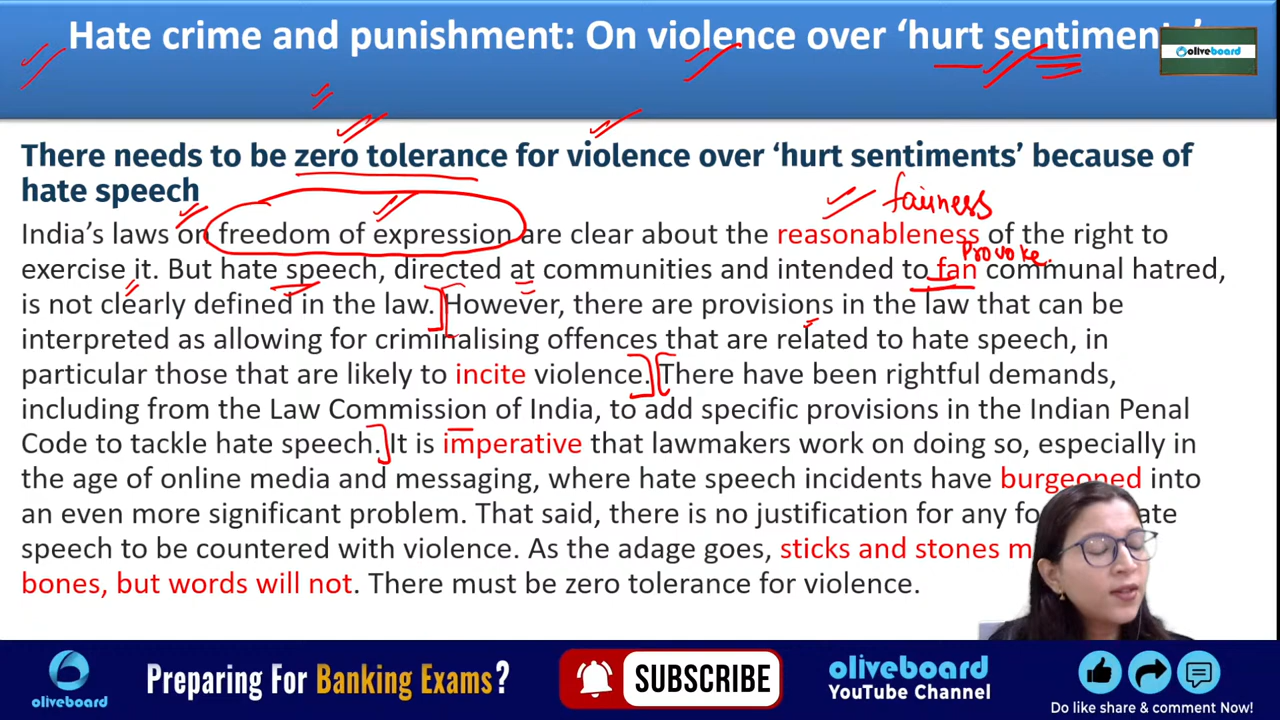 Hate crime and punishment: On violence over ‘hurt
oliveboard
There needs to be zero tolerance for violence over ‘hurt sentiments’ because of
hate speech
fairness
India’s laws on freedom of expression are clear about the reasonableness of the right to
Provoke
exercise it. But hate speech, directed at communities and intended to fan communal hatred,
is not clearly defined in the law. However, there are provisions in the law that can be
interpreted as allowing for criminalising offences that are related to hate speech, in
particular those that are likely to incite violence. There have been rightful demands,
including from the Law Commission of India, to add specific provisions in the Indian Penal
Code to tackle hate speech. It is imperative that lawmakers work on doing so, especially in
the age of online media and messaging, where hate speech incidents have burgeoned into
an even more significant problem. That said, there is no justification for any
speech to be countered with violence. As the adage goes, sticks and stones
bones, but words will not. There must be zero tolerance for violence.
oliveboard
Preparing For Banking Exams?
SUBSCRIBE
oliveboard
YouTube Channel
Do like share & comment Now!